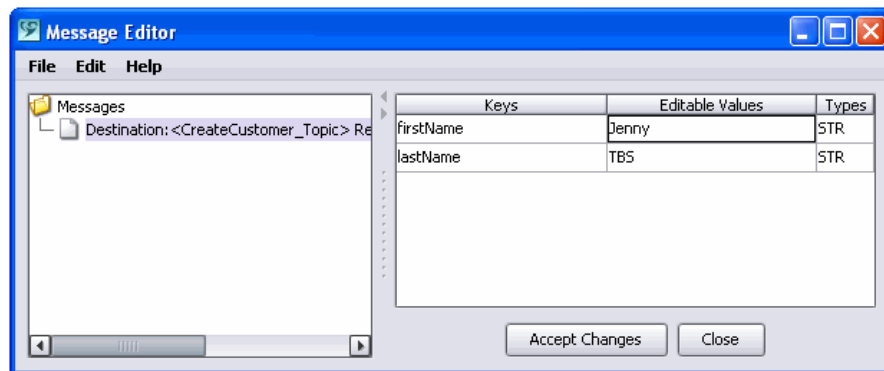 Message Editor
File Edit Help
Messages
Destination: <CreateCustomer_Topic> Re
Keys Editable Values Types
firstName Jenny STR
lastName TBS STR
Accept Changes Close